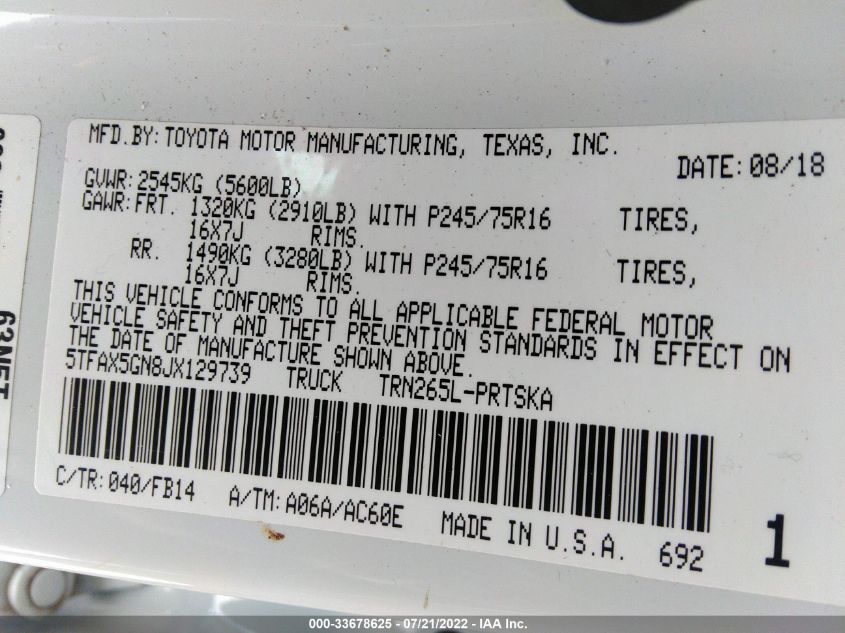 MFD.BY:TOYOTA MOTOR MANUFACTURING, TEXAS, INC.
DATE:08/18
GVWR:2545KG (5600LB)
GAWR:FRT. 1320KG (2910LB) WITH P245/75R16 TIRES,
16X7J RIMS.
RR. 1490KG (3280LB) WITH P245/75R16 TIRES,
16X7J RIMS.
THIS VEHICLE CONFORMS TO ALL APPLICABLE FEDERAL MOTOR
VEHICLE SAFETY AND THEFT PREVENTION STANDARDS IN EFFECT ON
THE DATE OF MANUFACTURE SHOWN ABOVE.
5TFAX5GN8JX129739 TRUCK TRN265L-PRTSKA
C/TR:040/FB14 A/TM:A06A/AC60E MADE IN U.S.A. 692 1
63NET
000-33678625 - 07/21/2022 - IAA Inc.